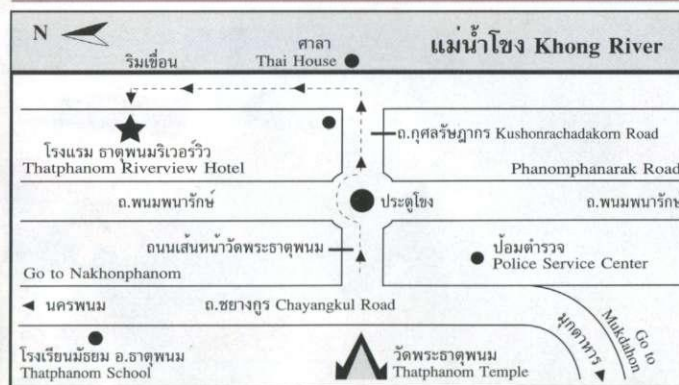 N
ศาลา
Thai House
ริมเขื่อน
แม่น้ำโขง Khong River
ถ.กุศลรัษฎากร Kushonrachadakorn Road
โรงแรม ธาตุพนมริเวอร์วิว
Thatphanom Riverview Hotel
Phanomphanarak Road
ถ.พนมพนารักษ์
ประตูโขง
ถ.พนมพนารักษ์
ถนนเส้นหน้าวัดพระธาตุพนม
ป้อมตำรวจ
Police Service Center
Go to Nakhonphanom
นครพนม
ถ.ชยางกูร Chayangkul Road
โรงเรียนมัธยม อ.ธาตุพนม
Thatphanom School
วัดพระธาตุพนม
Thatphanom Temple
มุกดาหาร
Go to
Mukdahon